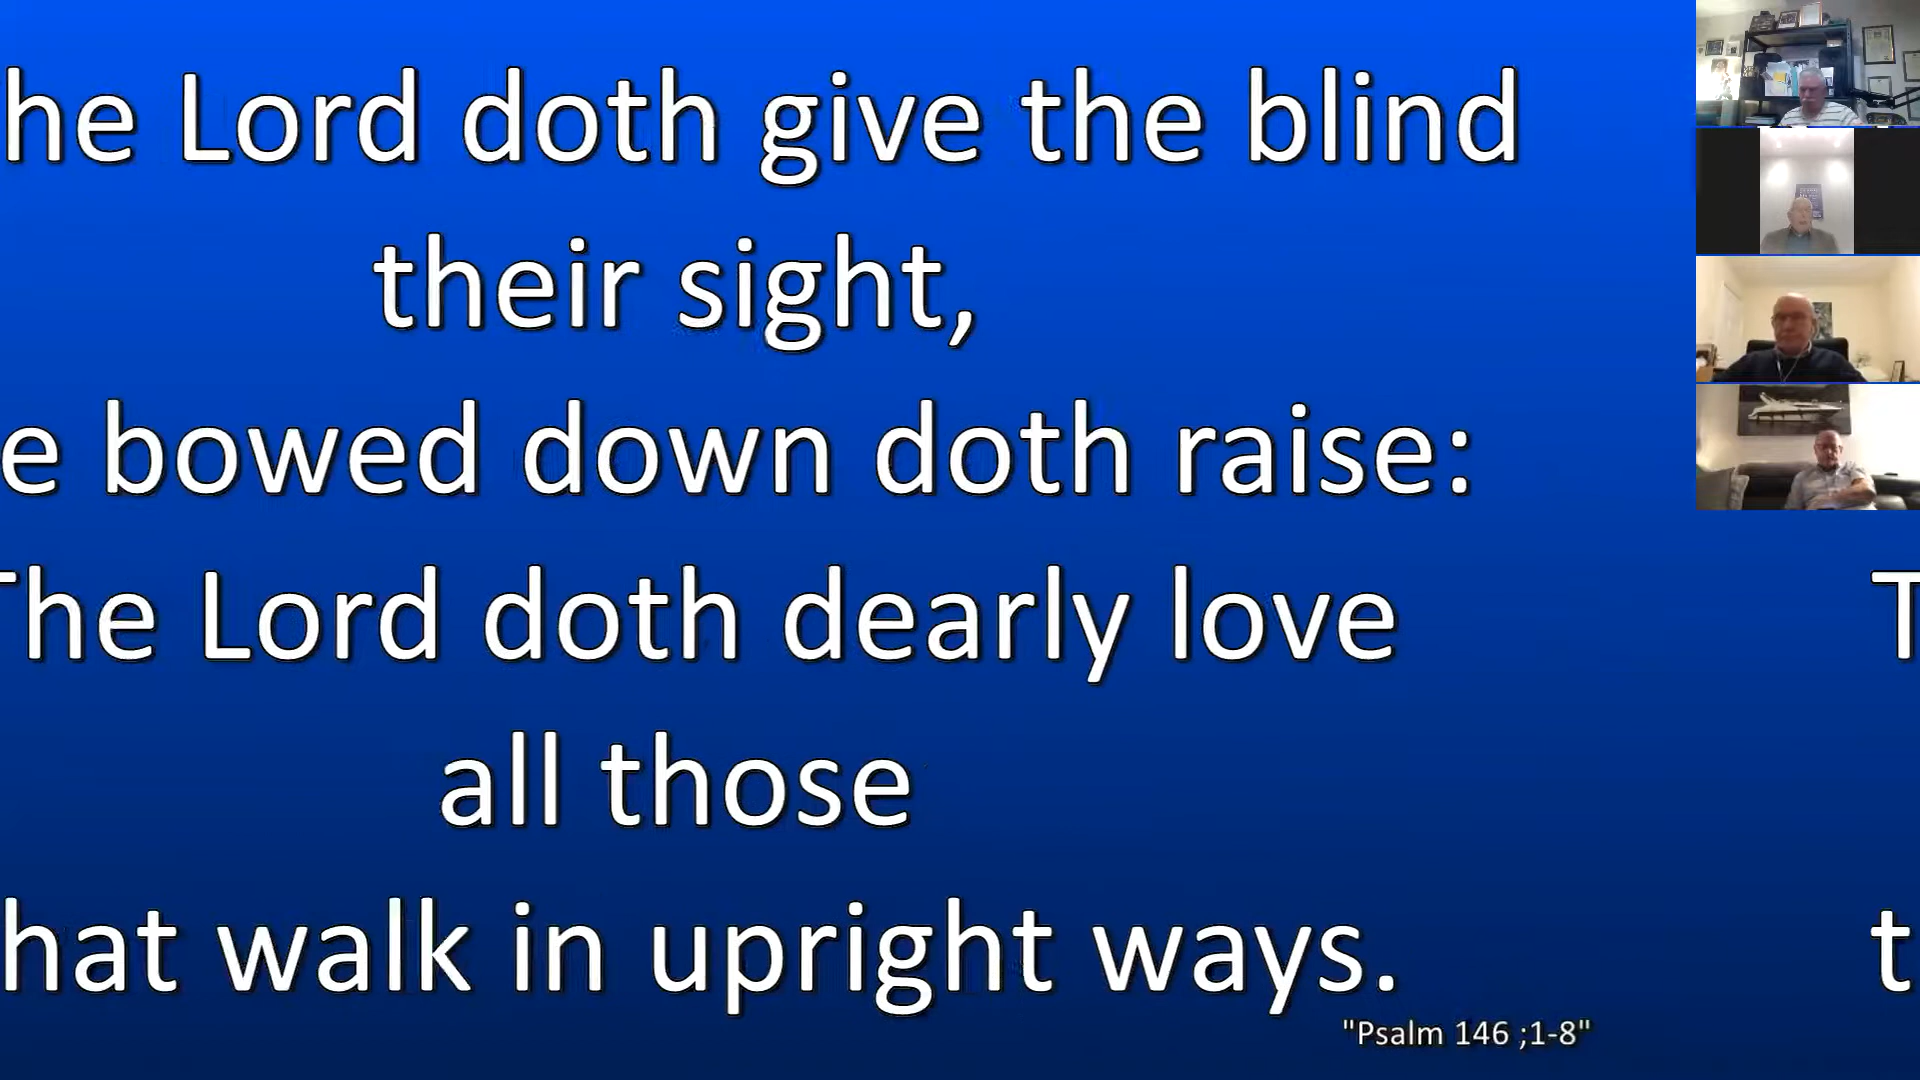 he Lord doth give the blind
their sight,
e bowed down doth raise:
The Lord doth dearly love
all those
hat walk in upright ways.
"Psalm 146 ;1-8"
T
t